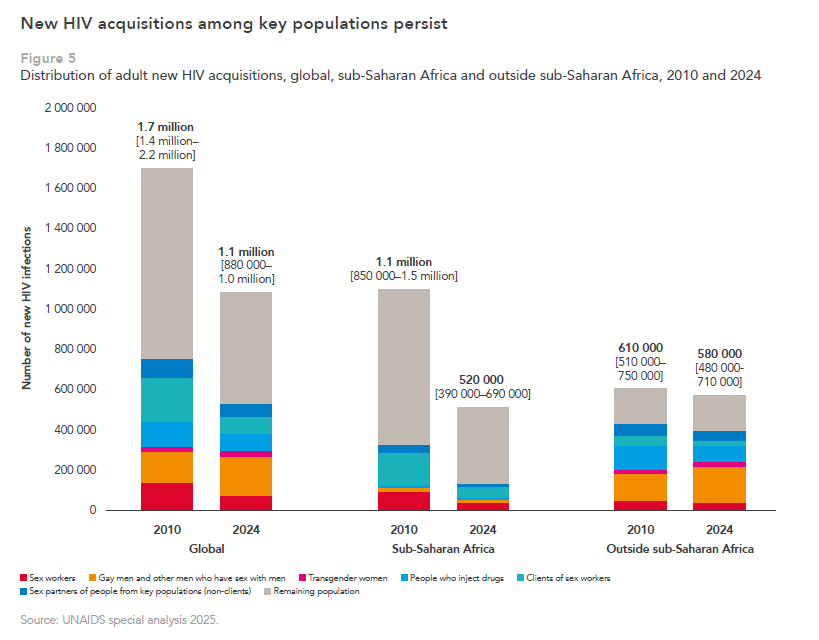 New HIV acquisitions among key populations persist
Figure 5
Distribution of adult new HIV acquisitions, global, sub-Saharan Africa and outside sub-Saharan Africa, 2010 and 2024
Number of new HIV infections
2 000 000
1 800 000
1 600 000
1 400 000
1 200 000
1 000 000
800 000
600 000
400 000
200 000
0
1.7 million
[1.4 million–
2.2 million]
1.1 million
[880 000–
1.0 million]
1.1 million
[850 000–1.5 million]
520 000
[390 000–690 000]
610 000
[510 000–
750 000]
580 000
[480 000-
710 000]
2010 2024 2010 2024 2010 2024
Global Sub-Saharan Africa Outside sub-Saharan Africa
Sex workers Gay men and other men who have sex with men Transgender women People who inject drugs Clients of sex workers
Sex partners of people from key populations (non-clients) Remaining population
Source: UNAIDS special analysis 2025.